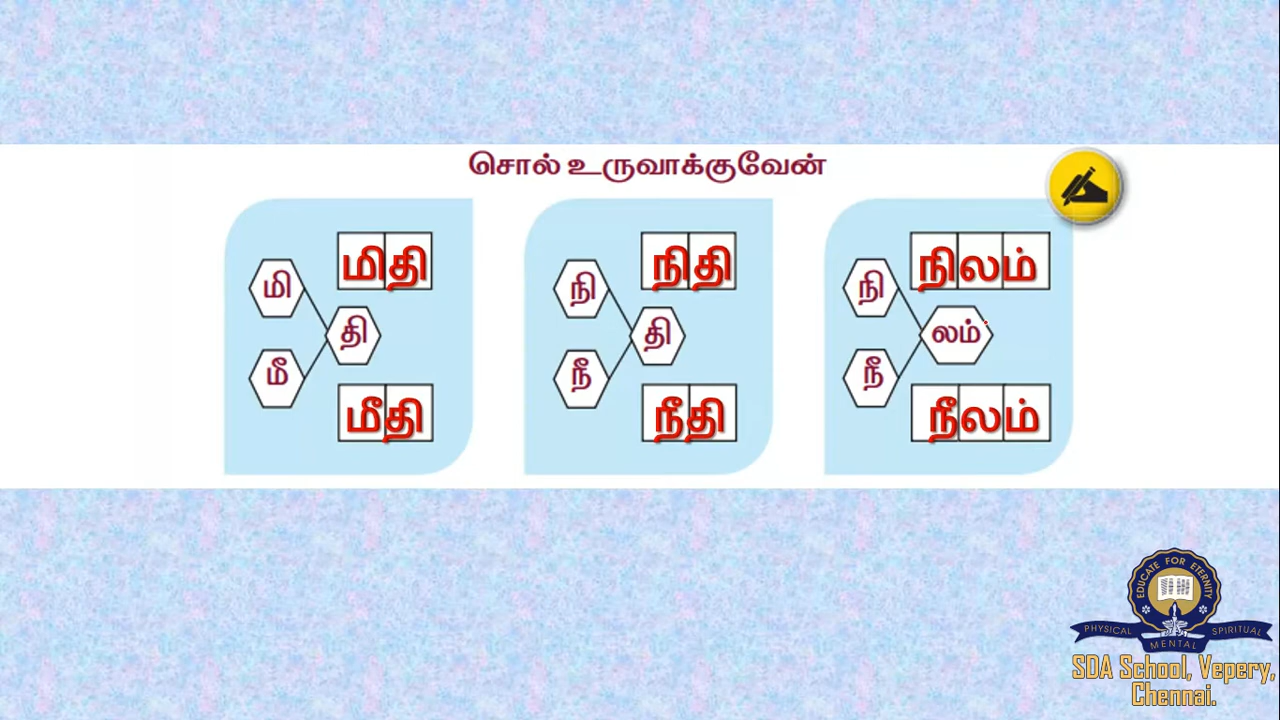 சொல் உருவாக்குவேன்
மி
மீ
தி
மிதி
மீதி
நி
நீ
தி
நிதி
நீதி
நி
நீ
லம்
நிலம்
நீலம்
EDUCATE FOR ETERNITY
PHYSICAL MENTAL SPIRITUAL
SDA School, Vepery,
Chennai.